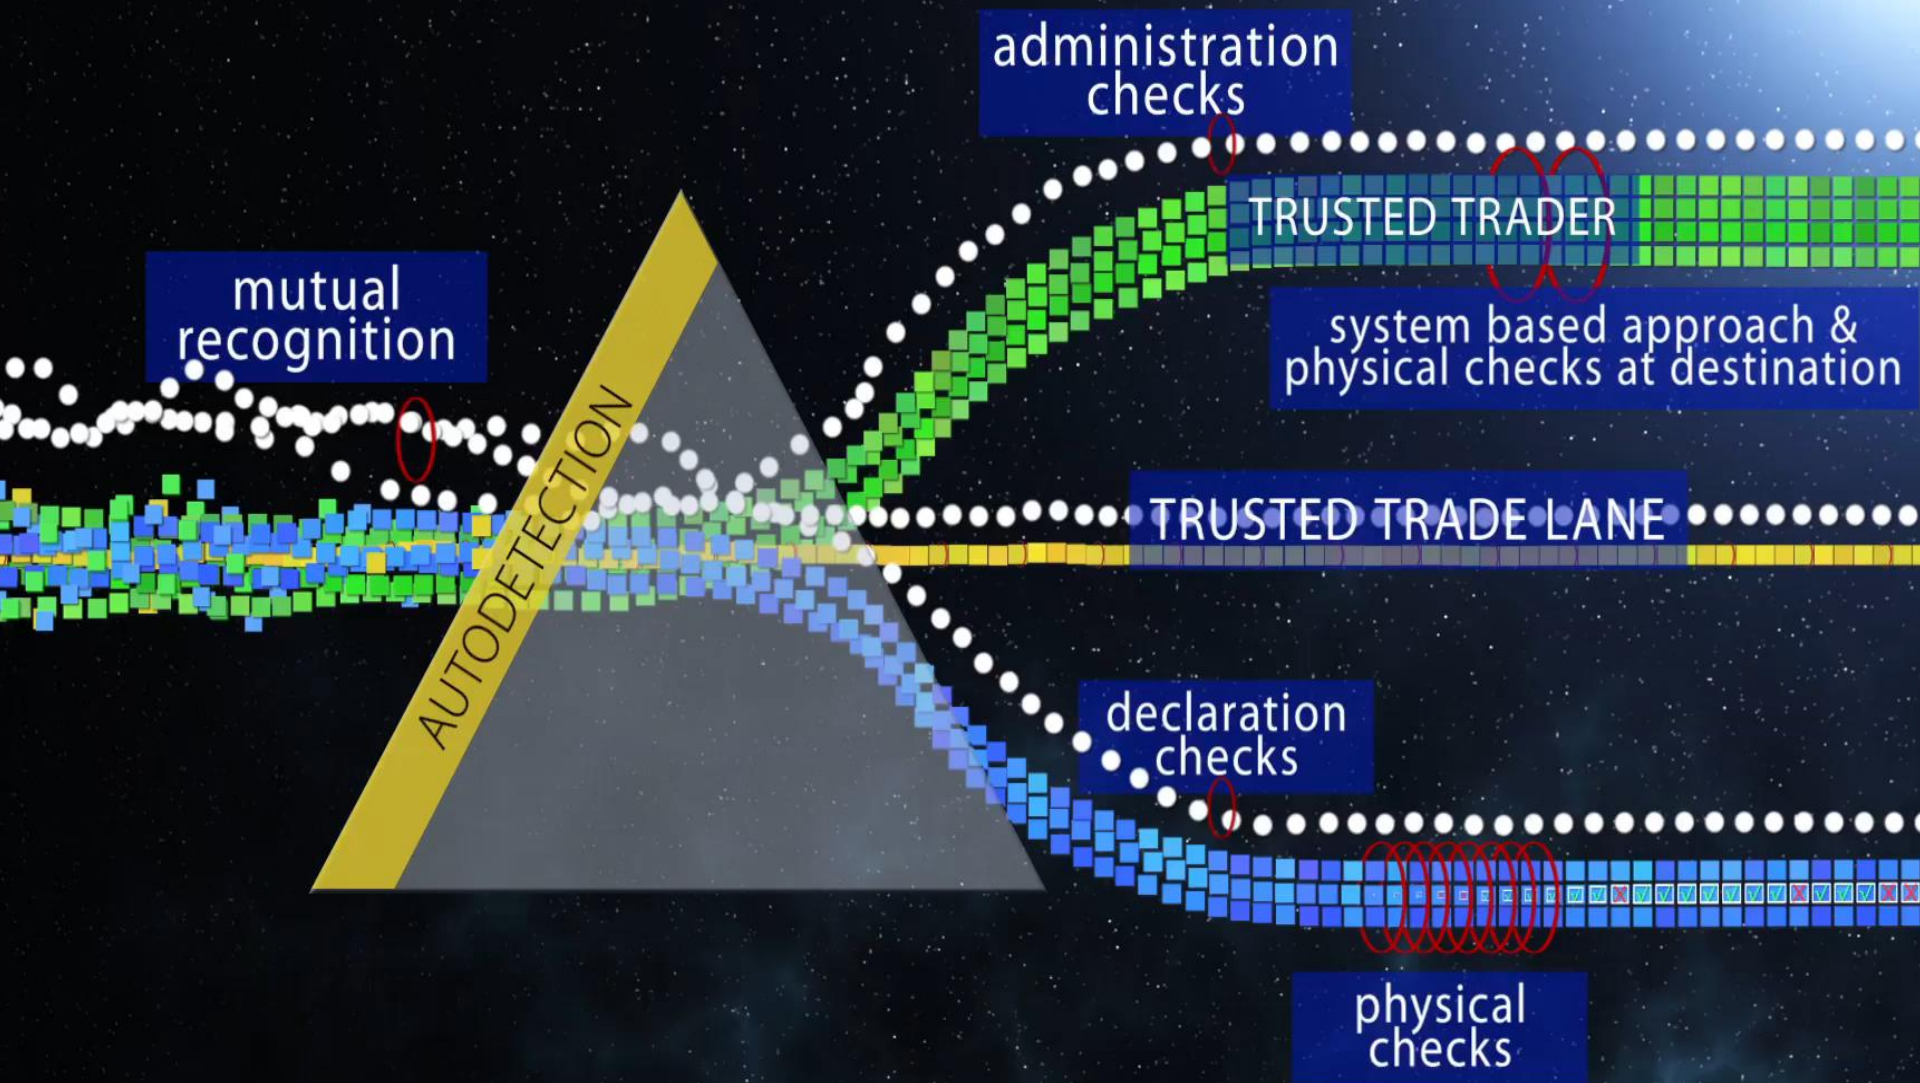 administration
checks
mutual
recognition
TRUSTED TRADER
system based approach &
physical checks at destination
AUTODETECTION
TRUSTED TRADE LANE
declaration
checks
physical
checks